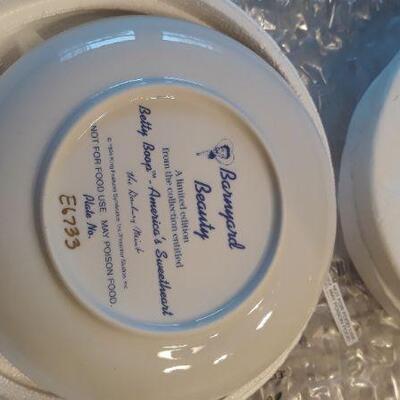 Barnyard
Beauty
A limited edition
from the collection entitled
Betty Boop™ - America's Sweetheart
The Danbury Mint
NOT FOR FOOD USE. MAY POISON FOOD.
Plate No.
E6733